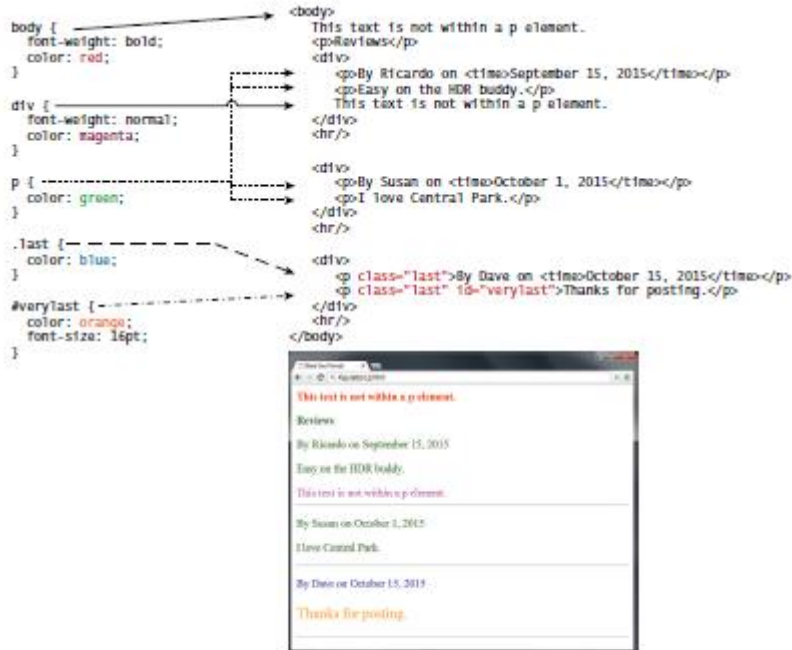 body {
font-weight: bold;
color: red;
}
div {
font-weight: normal;
color: magenta;
}
p {
color: green;
}
.last {
color: blue;
}
#verylast {
color: orange;
font-size: 16pt;
}
<body>
This text is not within a p element.
<p>Reviews</p>
<div>
<p>By Ricardo on <time>September 15, 2015</time></p>
<p>Easy on the HDR buddy.</p>
This text is not within a p element.
</div>
<hr/>
<div>
<p>By Susan on <time>October 1, 2015</time></p>
<p>I love Central Park.</p>
</div>
<hr/>
<div>
<p class="last">By Dave on <time>October 15, 2015</time></p>
<p class="last" id="verylast">Thanks for posting.</p>
</div>
<hr/>
</body>
This text is not within a p element.
Reviews
By Ricardo on September 15, 2015
Easy on the HDR buddy.
This text is not within a p element.
By Susan on October 1, 2015
I love Central Park.
By Dave on October 15, 2015
Thanks for posting.